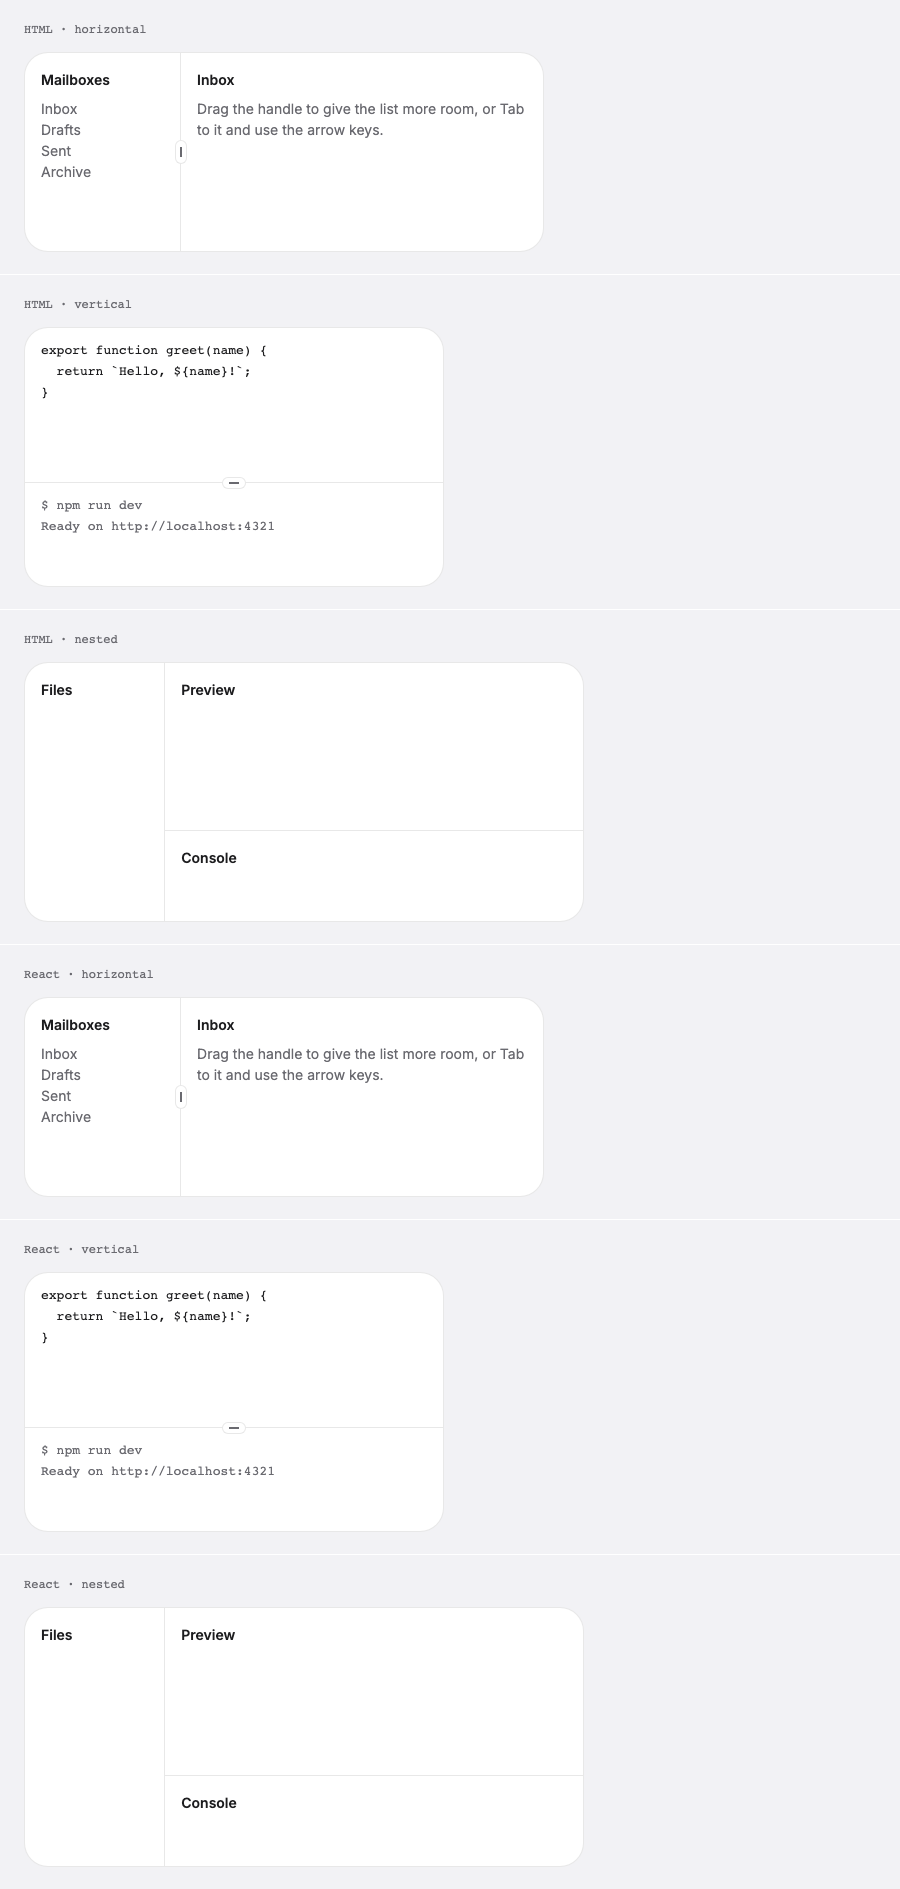 HTML · horizontal
Mailboxes
Inbox
Drafts
Sent
Archive
Inbox
Drag the handle to give the list more room, or Tab
to it and use the arrow keys.
HTML · vertical
export function greet(name) {
  return `Hello, ${name}!`;
}
$ npm run dev
Ready on http://localhost:4321
HTML · nested
Files
Preview
Console
React · horizontal
Mailboxes
Inbox
Drafts
Sent
Archive
Inbox
Drag the handle to give the list more room, or Tab
to it and use the arrow keys.
React · vertical
export function greet(name) {
  return `Hello, ${name}!`;
}
$ npm run dev
Ready on http://localhost:4321
React · nested
Files
Preview
Console